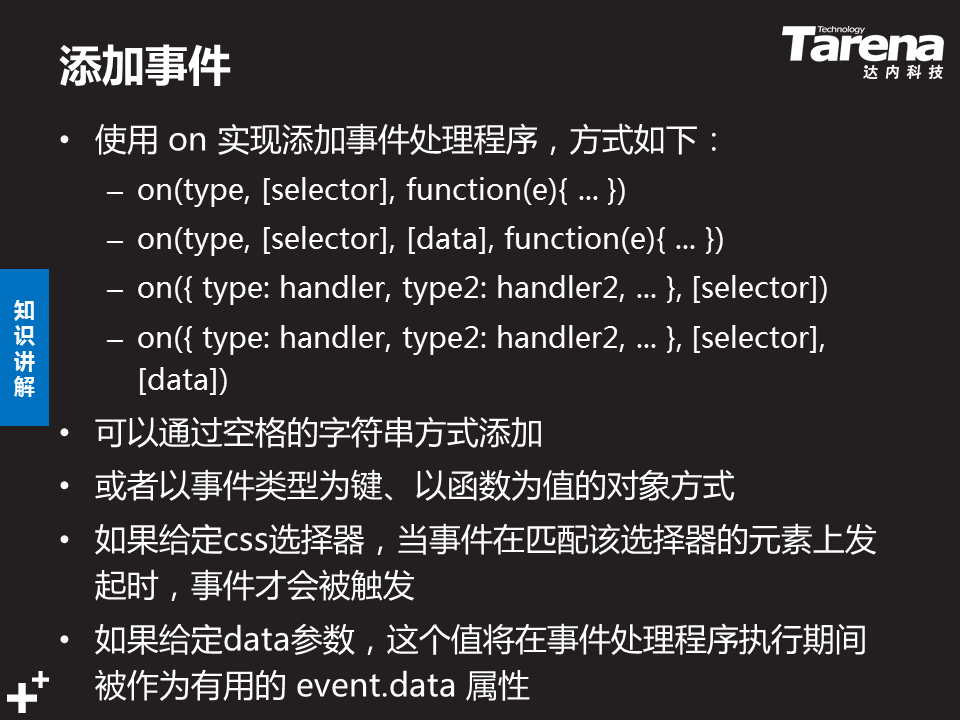 添加事件
Technology
Tarena
达内科技
• 使用 on 实现添加事件处理程序，方式如下：
– on(type, [selector], function(e){ ... })
– on(type, [selector], [data], function(e){ ... })
– on({ type: handler, type2: handler2, ... }, [selector])
– on({ type: handler, type2: handler2, ... }, [selector],
[data])
知
识
讲
解
• 可以通过空格的字符串方式添加
• 或者以事件类型为键、以函数为值的对象方式
• 如果给定css选择器，当事件在匹配该选择器的元素上发
起时，事件才会被触发
• 如果给定data参数，这个值将在事件处理程序执行期间
被作为有用的 event.data 属性